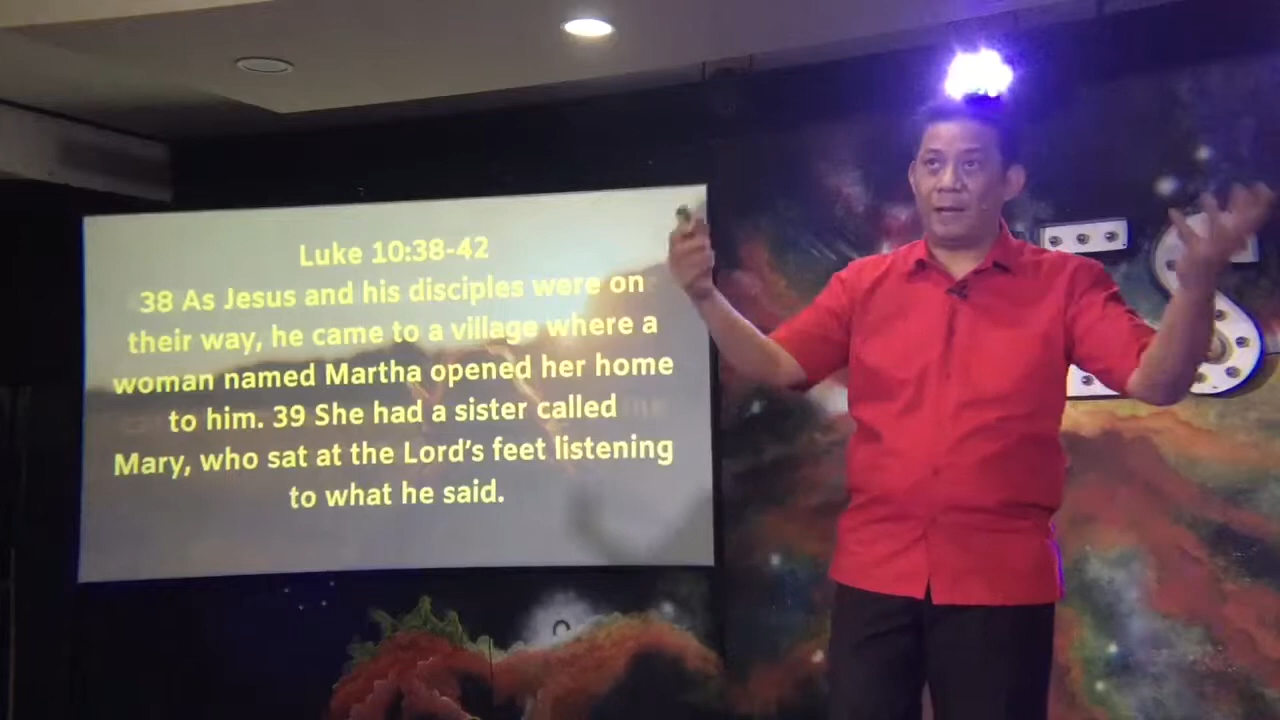 Luke 10:38-42
38 As Jesus and his disciples were on
their way, he came to a village where a
woman named Martha opened her home
to him. 39 She had a sister called
Mary, who sat at the Lord's feet listening
to what he said.
S